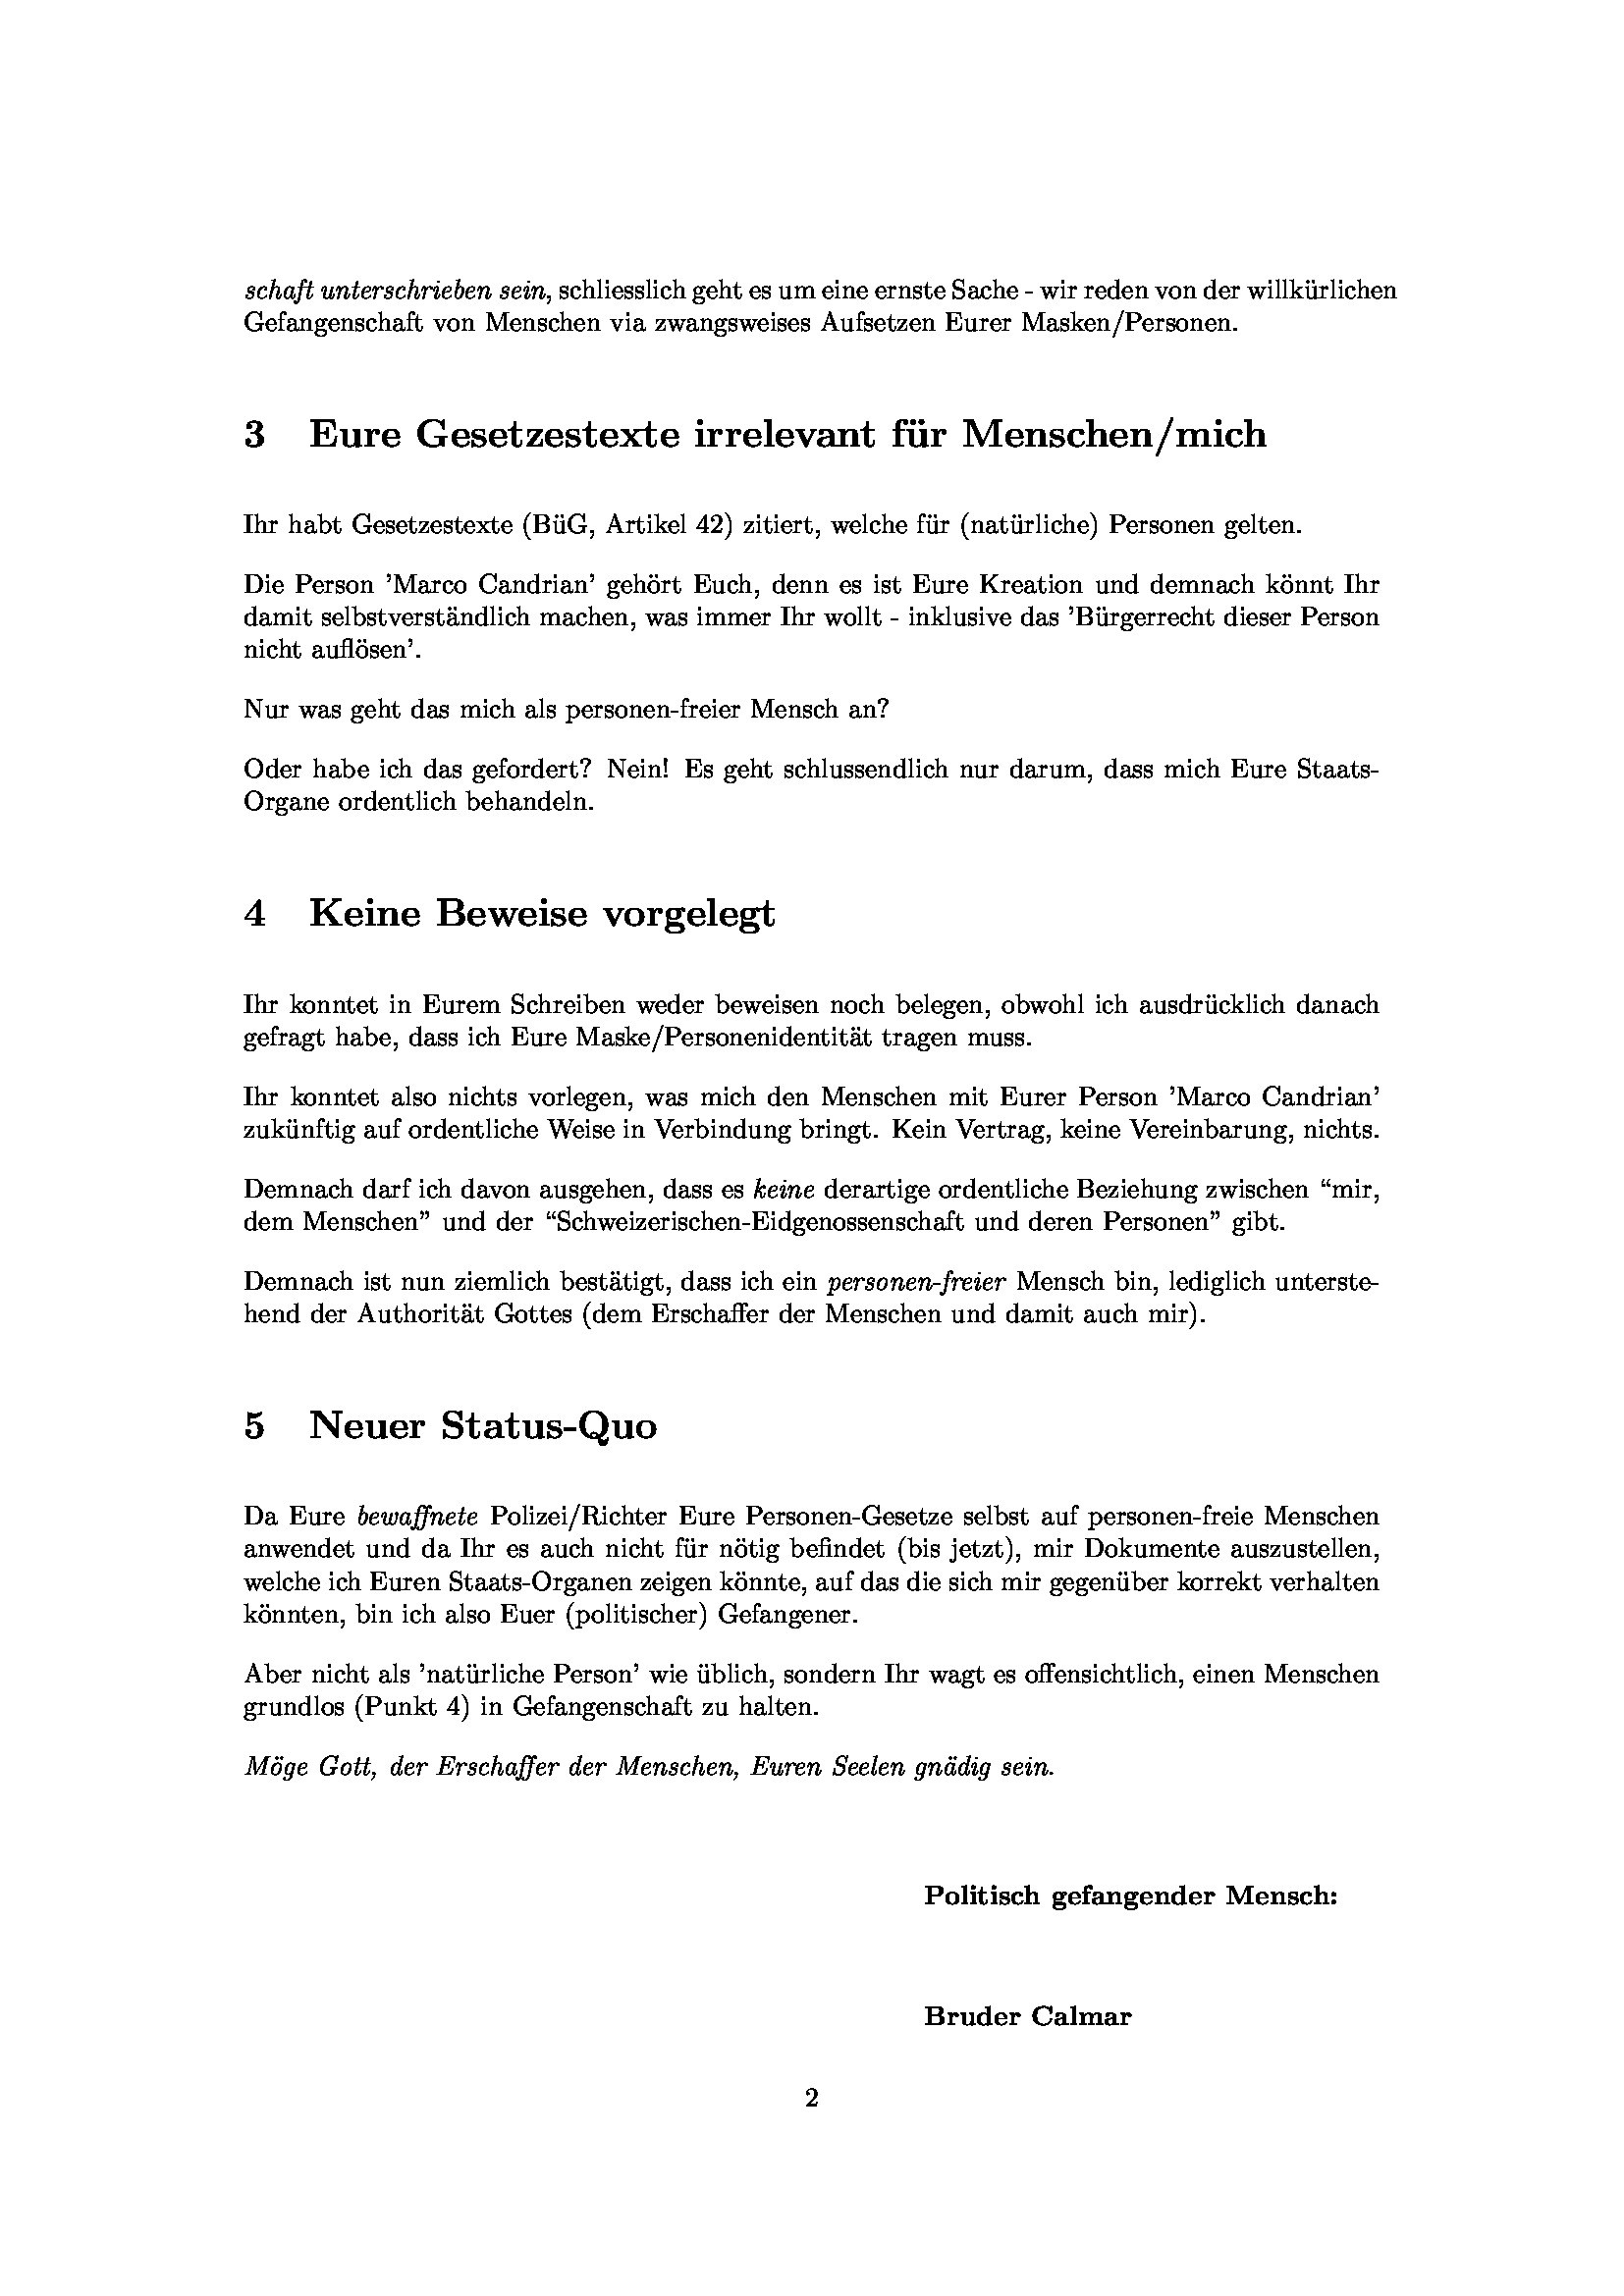 schaft unterschrieben sein, schliesslich geht es um eine ernste Sache - wir reden von der willkürlichen
Gefangenschaft von Menschen via zwangsweises Aufsetzen Eurer Masken/Personen.
3 Eure Gesetzestexte irrelevant für Menschen/mich
Ihr habt Gesetzestexte (BüG, Artikel 42) zitiert, welche für (natürliche) Personen gelten.
Die Person 'Marco Candrian' gehört Euch, denn es ist Eure Kreation und demnach könnt Ihr
damit selbstverständlich machen, was immer Ihr wollt - inklusive das 'Bürgerrecht dieser Person
nicht auflösen'.
Nur was geht das mich als personen-freier Mensch an?
Oder habe ich das gefordert? Nein! Es geht schlussendlich nur darum, dass mich Eure Staats-
Organe ordentlich behandeln.
4 Keine Beweise vorgelegt
Ihr konntet in Eurem Schreiben weder beweisen noch belegen, obwohl ich ausdrücklich danach
gefragt habe, dass ich Eure Maske/Personenidentität tragen muss.
Ihr konntet also nichts vorlegen, was mich den Menschen mit Eurer Person 'Marco Candrian'
zukünftig auf ordentliche Weise in Verbindung bringt. Kein Vertrag, keine Vereinbarung, nichts.
Demnach darf ich davon ausgehen, dass es keine derartige ordentliche Beziehung zwischen “mir,
dem Menschen” und der “Schweizerischen-Eidgenossenschaft und deren Personen” gibt.
Demnach ist nun ziemlich bestätigt, dass ich ein personen-freier Mensch bin, lediglich unterste-
hend der Authorität Gottes (dem Erschaffer der Menschen und damit auch mir).
5 Neuer Status-Quo
Da Eure bewaffnete Polizei/Richter Eure Personen-Gesetze selbst auf personen-freie Menschen
anwendet und da Ihr es auch nicht für nötig befindet (bis jetzt), mir Dokumente auszustellen,
welche ich Euren Staats-Organen zeigen könnte, auf das die sich mir gegenüber korrekt verhalten
könnten, bin ich also Euer (politischer) Gefangener.
Aber nicht als 'natürliche Person' wie üblich, sondern Ihr wagt es offensichtlich, einen Menschen
grundlos (Punkt 4) in Gefangenschaft zu halten.
Möge Gott, der Erschaffer der Menschen, Euren Seelen gnädig sein.
Politisch gefangender Mensch:
Bruder Calmar
2